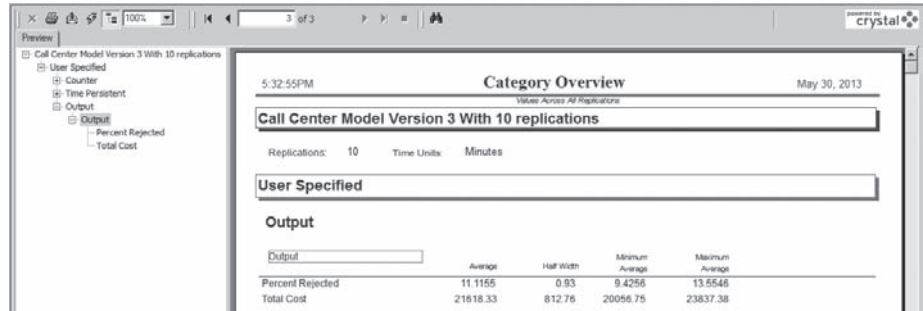 100%
3 of 3
powered by
crystal
Preview
Call Center Model Version 3 With 10 replications
User Specified
Counter
Time Persistent
Output
Output
Percent Rejected
Total Cost
5:32:55PM Category Overview May 30, 2013
Values Across All Replications
Call Center Model Version 3 With 10 replications
Replications: 10 Time Units: Minutes
User Specified
Output
Output Average Half Width Minimum Average Maximum Average
Percent Rejected 11.1155 0.93 9.4256 13.5546
Total Cost 21618.33 812.76 20056.75 23837.38